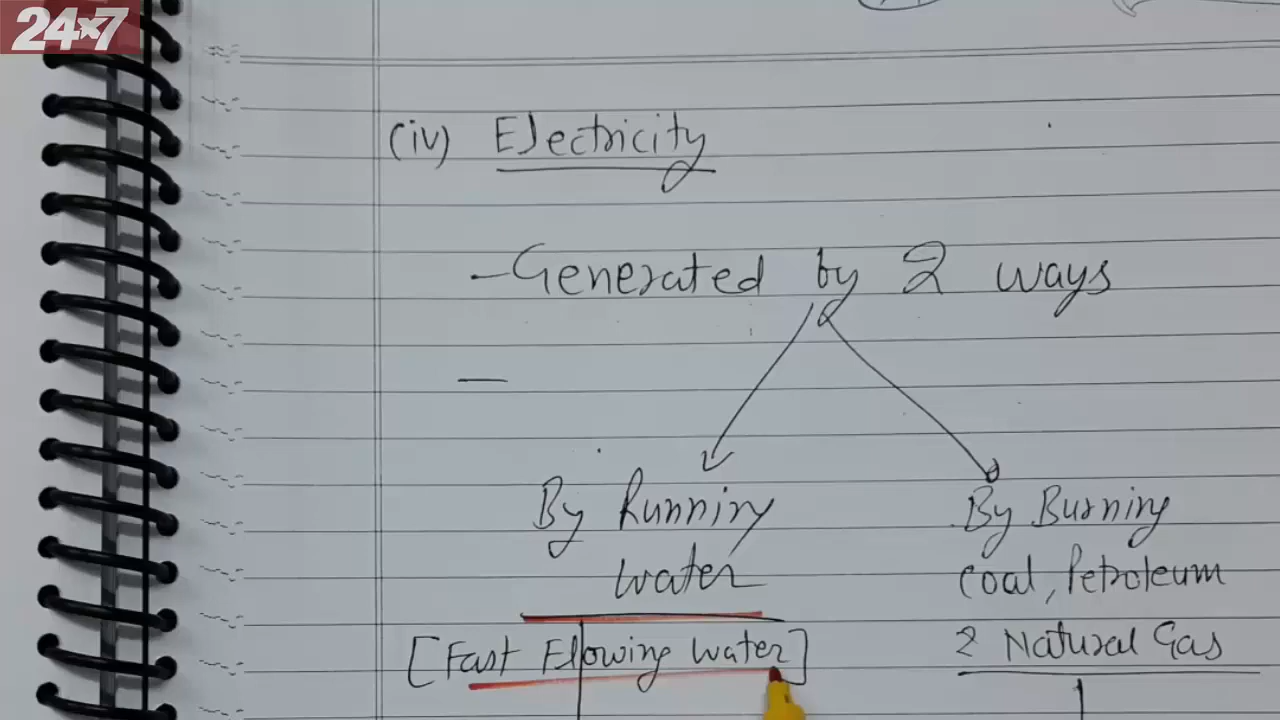 24x7
(iv) Electricity
- Generated by 2 ways
By Running
water
[Fast Flowing water]
By Burning
coal, Petroleum
& Natural Gas